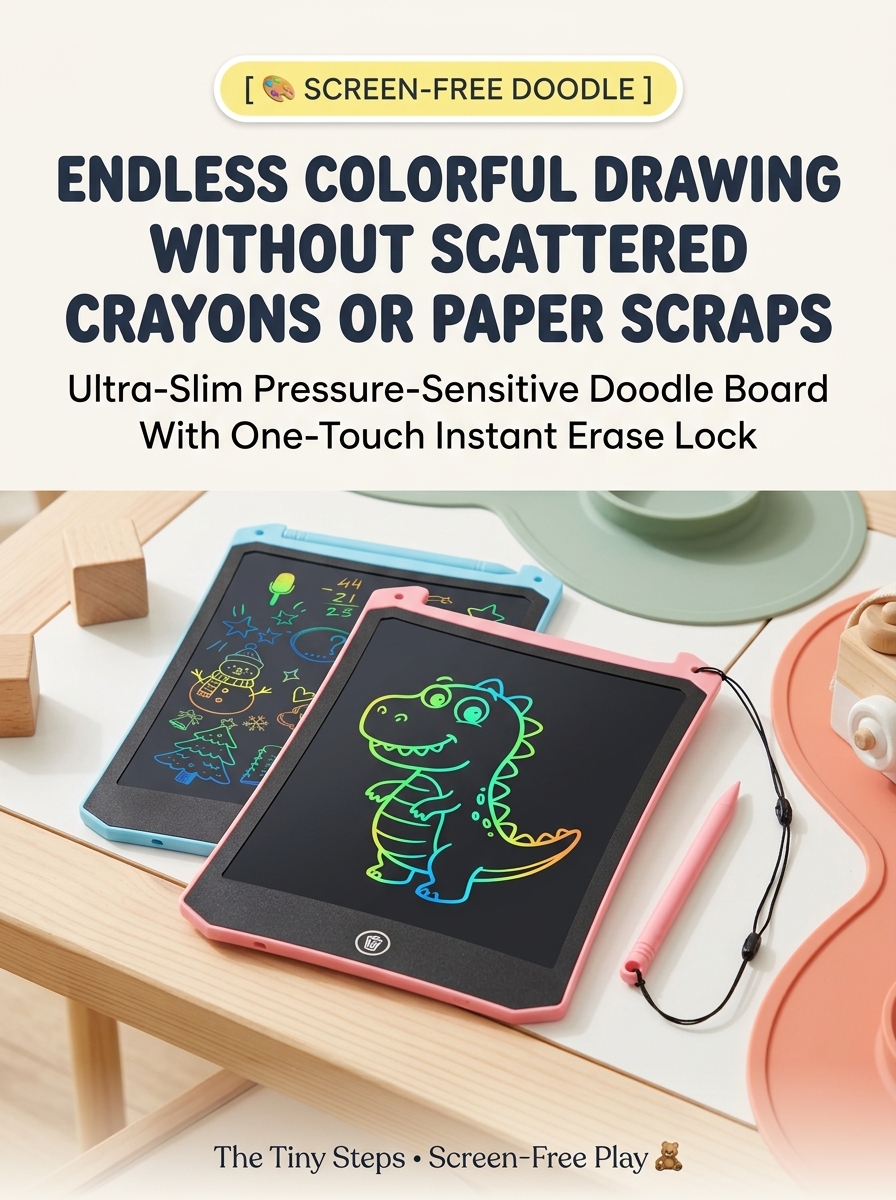 [ 🎨 SCREEN-FREE DOODLE ]
ENDLESS COLORFUL DRAWING
WITHOUT SCATTERED
CRAYONS OR PAPER SCRAPS
Ultra-Slim Pressure-Sensitive Doodle Board
With One-Touch Instant Erase Lock
44
- 21
23
?
The Tiny Steps • Screen-Free Play 🧸